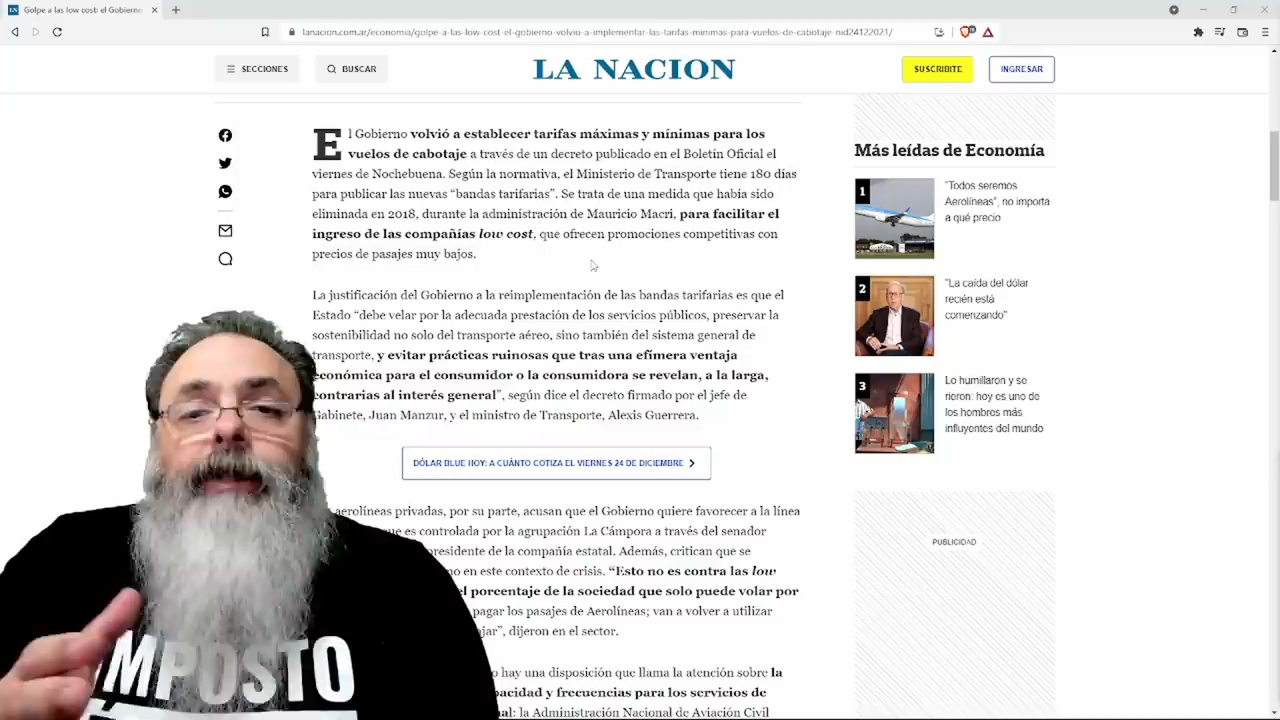 Golpe a las low cost: el Gobierno
lanacion.com.ar/economia/golpe-a-las-low-cost-el-gobierno-volvio-a-implementar-las-tarifas-minimas-para-vuelos-de-cabotaje-nid24122021/
SECCIONES
BUSCAR
LA NACION
SUSCRIBITE
INGRESAR
El Gobierno volvió a establecer tarifas máximas y mínimas para los
vuelos de cabotaje a través de un decreto publicado en el Boletín Oficial el
viernes de Nochebuena. Según la normativa, el Ministerio de Transporte tiene 180 días
para publicar las nuevas “bandas tarifarias”. Se trata de una medida que había sido
eliminada en 2018, durante la administración de Mauricio Macri, para facilitar el
ingreso de las compañías low cost, que ofrecen promociones competitivas con
precios de pasajes muy bajos.
La justificación del Gobierno a la reimplementación de las bandas tarifarias es que el
Estado “debe velar por la adecuada prestación de los servicios públicos, preservar la
sostenibilidad no solo del transporte aéreo, sino también del sistema general de
transporte, y evitar prácticas ruinosas que tras una efímera ventaja
económica para el consumidor o la consumidora se revelan, a la larga,
contrarias al interés general”, según dice el decreto firmado por el jefe de
Gabinete, Juan Manzur, y el ministro de Transporte, Alexis Guerrera.
DÓLAR BLUE HOY: A CUÁNTO COTIZA EL VIERNES 24 DE DICIEMBRE
aerolíneas privadas, por su parte, acusan que el Gobierno quiere favorecer a la línea
que es controlada por la agrupación La Cámpora a través del senador
presidente de la compañía estatal. Además, critican que se
no en este contexto de crisis. “Esto no es contra las low
el porcentaje de la sociedad que solo puede volar por
pagar los pasajes de Aerolíneas; van a volver a utilizar
jar”, dijeron en el sector.
hay una disposición que llama la atención sobre la
pacidad y frecuencias para los servicios de
nal: la Administración Nacional de Aviación Civil
Más leídas de Economía
1
“Todos seremos
Aerolíneas”, no importa
a qué precio
2
“La caída del dólar
recién está
comenzando”
3
Lo humillaron y se
rieron: hoy es uno de
los hombres más
influyentes del mundo
PUBLICIDAD
IMPOSTO